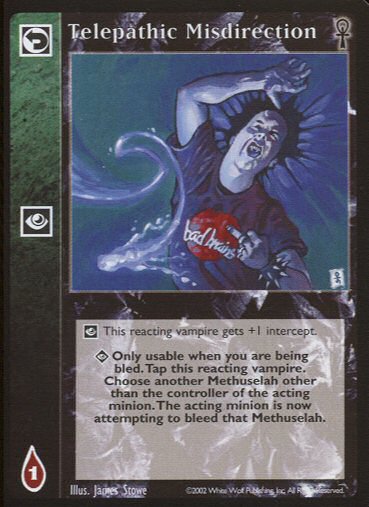 Telepathic Misdirection
bad brains
This reacting vampire gets +1 intercept.
Only usable when you are being
bled. Tap this reacting vampire.
Choose another Methuselah other
than the controller of the acting
minion. The acting minion is now
attempting to bleed that Methuselah.
1
Illus. James Stowe
©2002 White Wolf Publishing, Inc. All Rights Reserved.